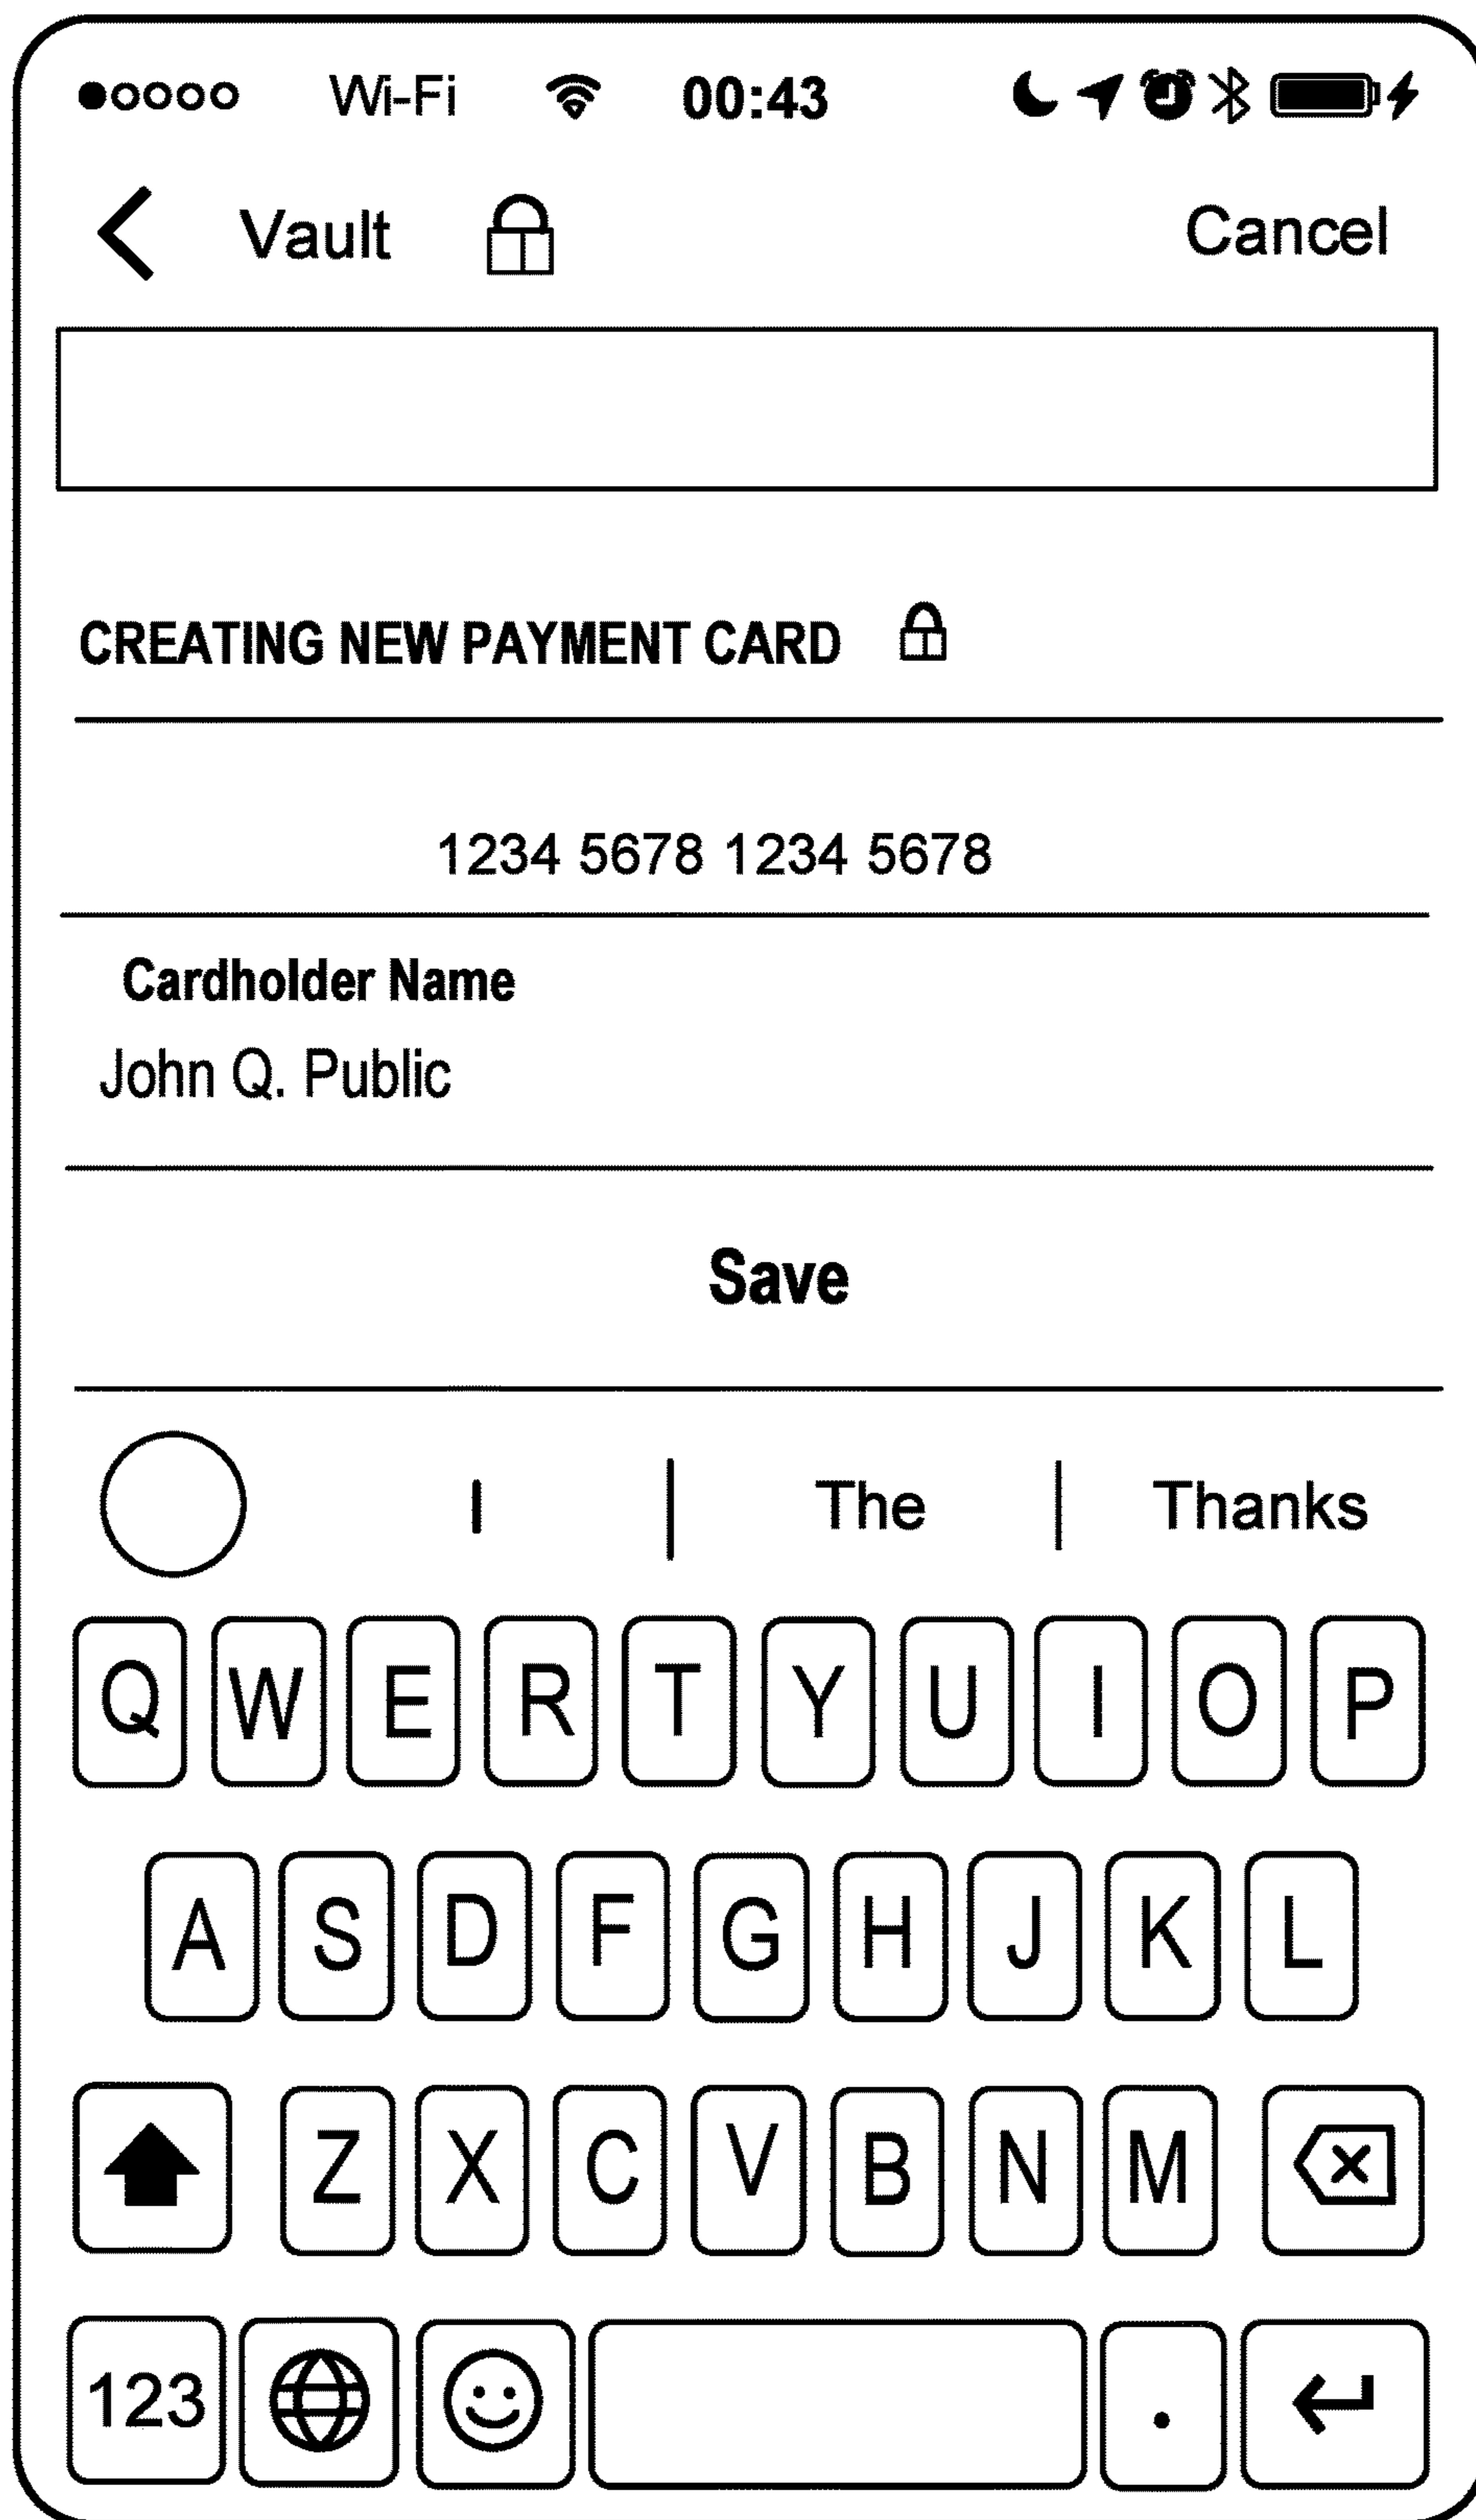 Wi-Fi 00:43
Vault Cancel
CREATING NEW PAYMENT CARD
1234 5678 1234 5678
Cardholder Name
John Q. Public
Save
I The Thanks
Q W E R T Y U I O P
A S D F G H J K L
Z X C V B N M
123 .